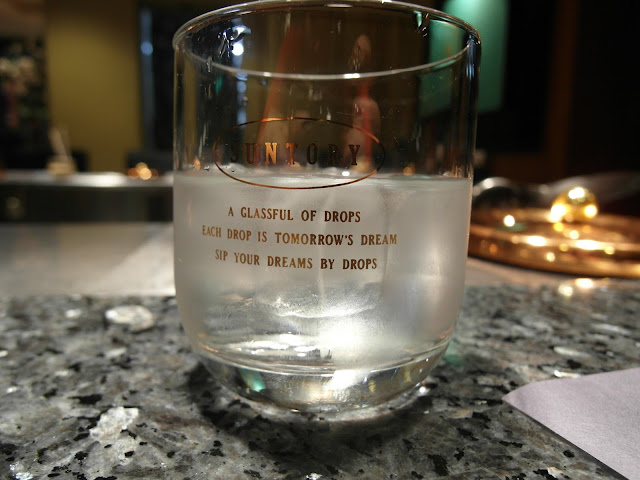 SUNTORY
A GLASSFUL OF DROPS
EACH DROP IS TOMORROW'S DREAM
SIP YOUR DREAMS BY DROPS